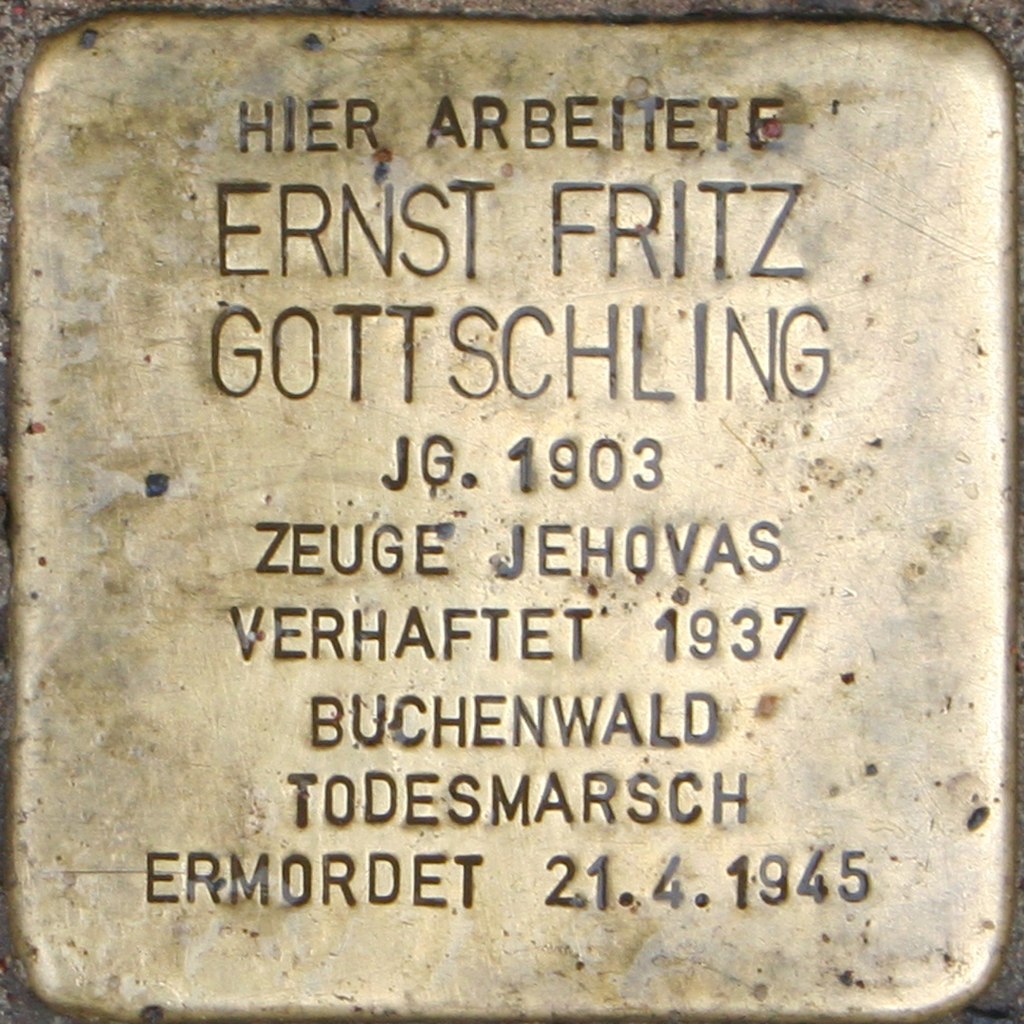 HIER ARBEITETE
ERNST FRITZ
GOTTSCHLING
JG. 1903
ZEUGE JEHOVAS
VERHAFTET 1937
BUCHENWALD
TODESMARSCH
ERMORDET 21.4.1945